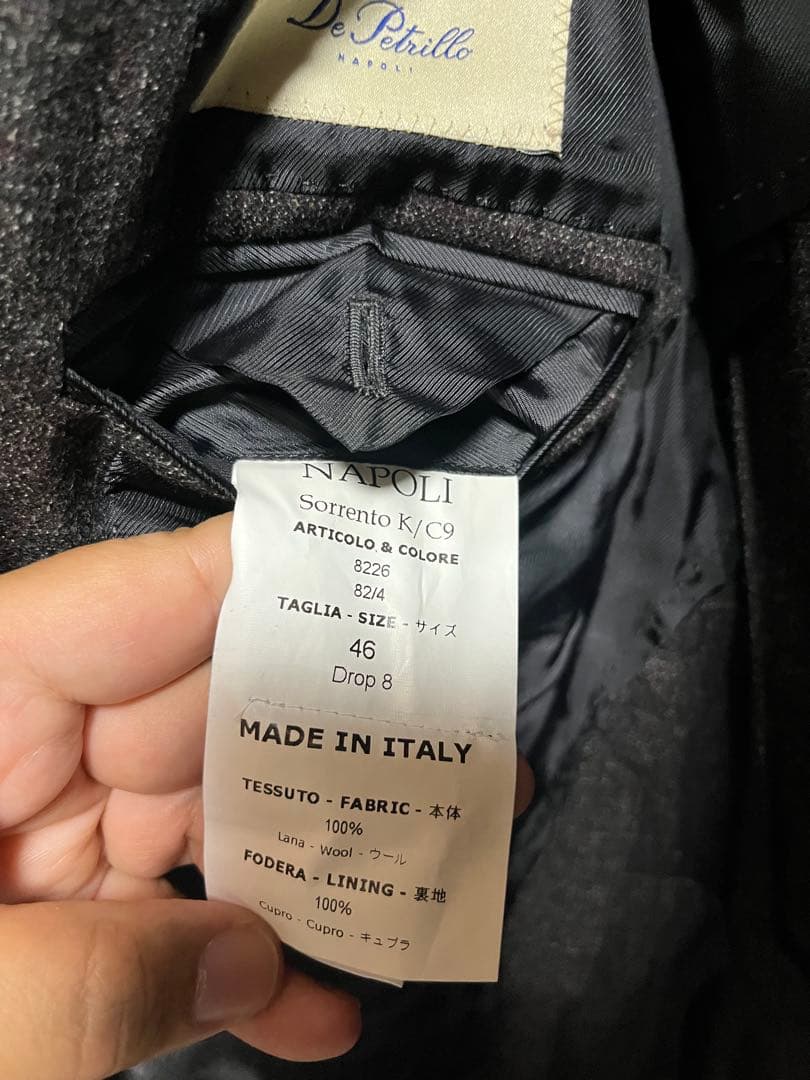 De Petrillo
NAPOLI
NAPOLI
Sorrento K/C9
ARTICOLO & COLORE
8226
82/4
TAGLIA - SIZE - サイズ
46
Drop 8
MADE IN ITALY
TESSUTO - FABRIC - 本体
100%
Lana - Wool - ウール
FODERA - LINING - 裏地
100%
Cupro - Cupro - キュプラ